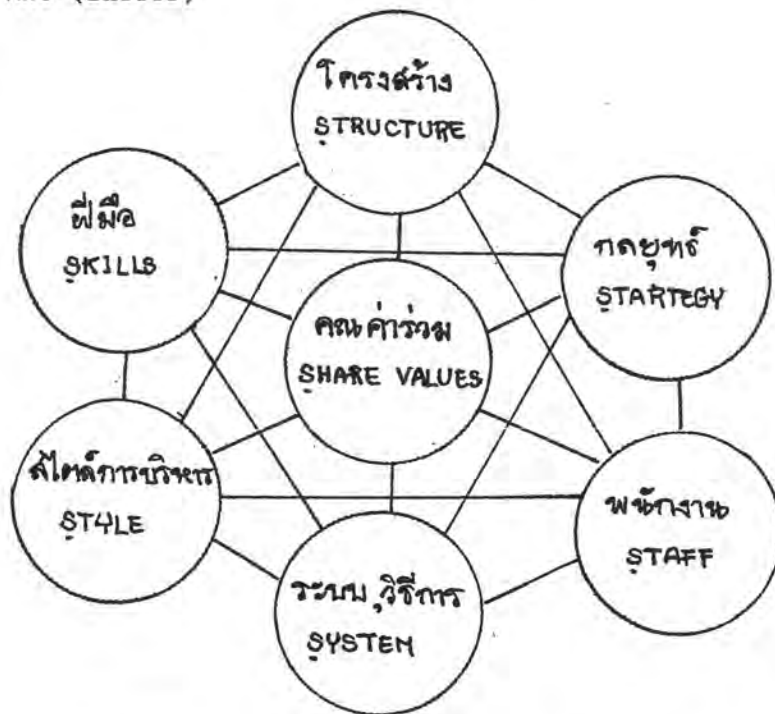 โครงสร้าง
STRUCTURE
ฝีมือ
SKILLS
กลยุทธ์
STARTEGY
คุณค่าร่วม
SHARE VALUES
สไตล์การบริหาร
STYLE
พนักงาน
STAFF
ระบบ,วิธีการ
SYSTEM